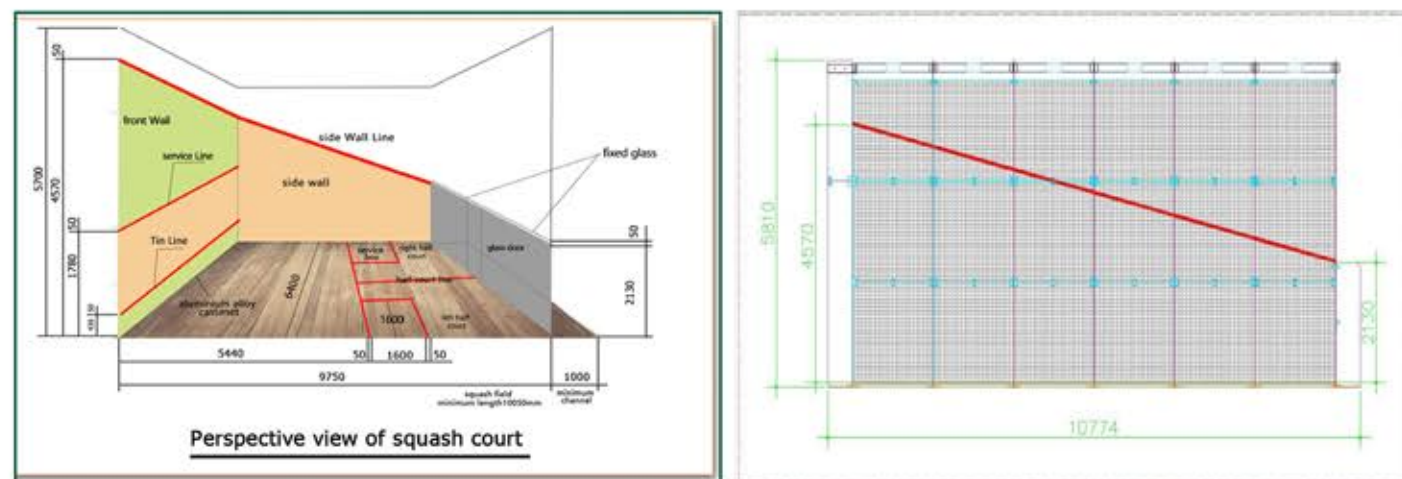 50
5700
4570
50
1780
50
430
front Wall
service Line
side Wall Line
fixed glass
side wall
Tin Line
glass door
50
2130
service
box
right half
court
half court line
6400
aluminium alloy
1600
left half
court
5440
50
1600
50
9750
1000
squash field
minimum length10050mm
minimum
channel
Perspective view of squash court
5810
4570
2130
10774